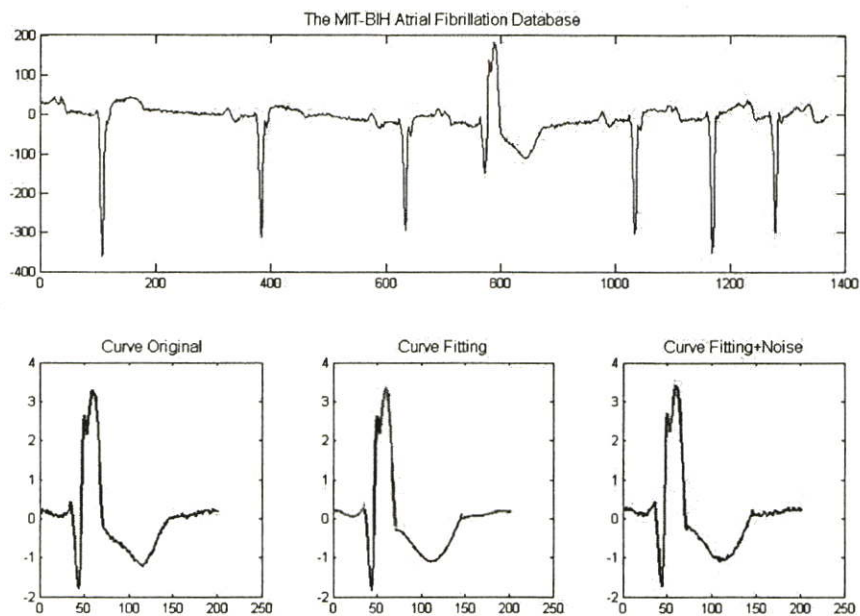 The MIT-BIH Atrial Fibrillation Database
200
100
0
-100
-200
-300
-400
0 200 400 600 800 1000 1200 1400
Curve Original Curve Fitting Curve Fitting+Noise
4 4 4
3 3 3
2 2 2
1 1 1
0 0 0
-1 -1 -1
-2 -2 -2
0 50 100 150 200 250 0 50 100 150 200 250 0 50 100 150 200 250